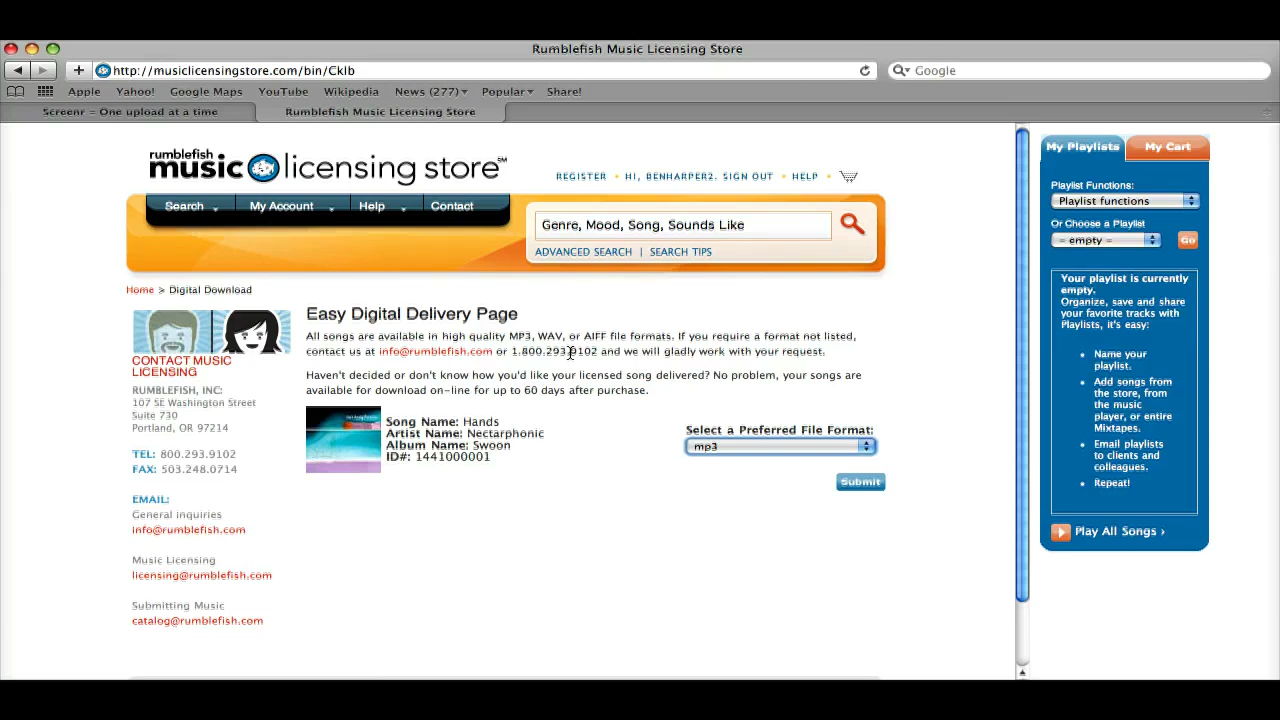 Rumblefish Music Licensing Store
http://musiclicensingstore.com/bin/Cklb
Google
Apple Yahoo! Google Maps YouTube Wikipedia News (277) Popular Share!
Screenr = One upload at a time
Rumblefish Music Licensing Store
rumblefish
music licensing store SM
REGISTER • HI, BENHARPER2. SIGN OUT • HELP •
Search My Account Help Contact
Genre, Mood, Song, Sounds Like
ADVANCED SEARCH | SEARCH TIPS
Home > Digital Download
CONTACT MUSIC
LICENSING
RUMBLEFISH, INC:
107 SE Washington Street
Suite 730
Portland, OR 97214
TEL: 800.293.9102
FAX: 503.248.0714
EMAIL:
General inquiries
info@rumblefish.com
Music Licensing
licensing@rumblefish.com
Submitting Music
catalog@rumblefish.com
Easy Digital Delivery Page
All songs are available in high quality MP3, WAV, or AIFF file formats. If you require a format not listed,
contact us at info@rumblefish.com or 1.800.293.9102 and we will gladly work with your request.
Haven't decided or don't know how you'd like your licensed song delivered? No problem, your songs are
available for download on-line for up to 60 days after purchase.
Song Name: Hands
Artist Name: Nectarphonic
Album Name: Swoon
ID#: 1441000001
Select a Preferred File Format:
mp3
Submit
My Playlists
My Cart
Playlist Functions:
Playlist functions
Or Choose a Playlist
= empty =
Go
Your playlist is currently
empty.
Organize, save and share
your favorite tracks with
Playlists, it's easy:
• Name your
playlist.
• Add songs from
the store, from
the music
player, or entire
Mixtapes.
• Email playlists
to clients and
colleagues.
• Repeat!
Play All Songs ›